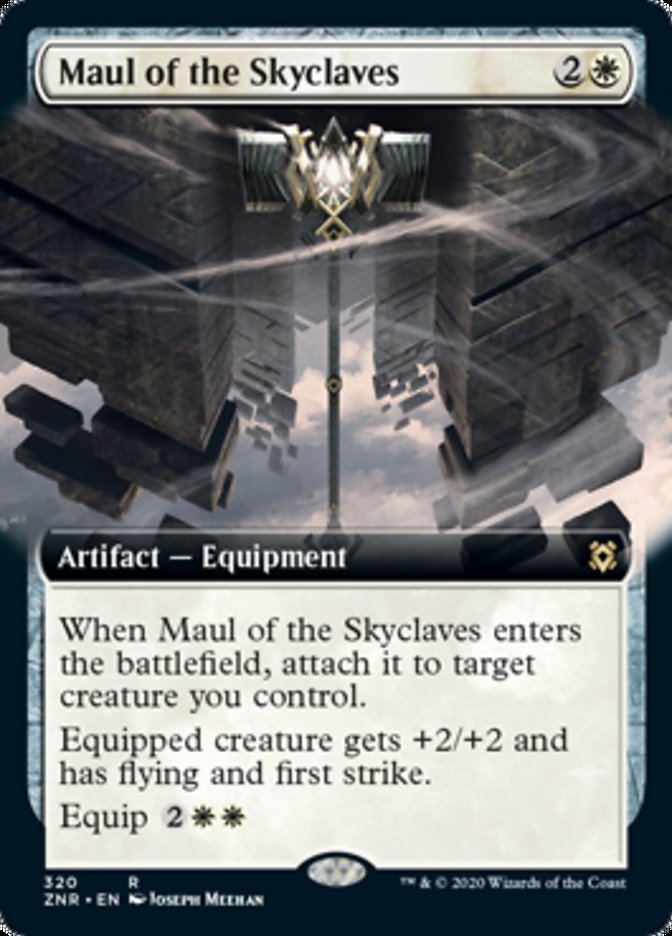 Maul of the Skyclaves 2
Artifact — Equipment
When Maul of the Skyclaves enters
the battlefield, attach it to target
creature you control.
Equipped creature gets +2/+2 and
has flying and first strike.
Equip 2
320 R
ZNR • EN Joseph Meehan
™ & © 2020 Wizards of the Coast